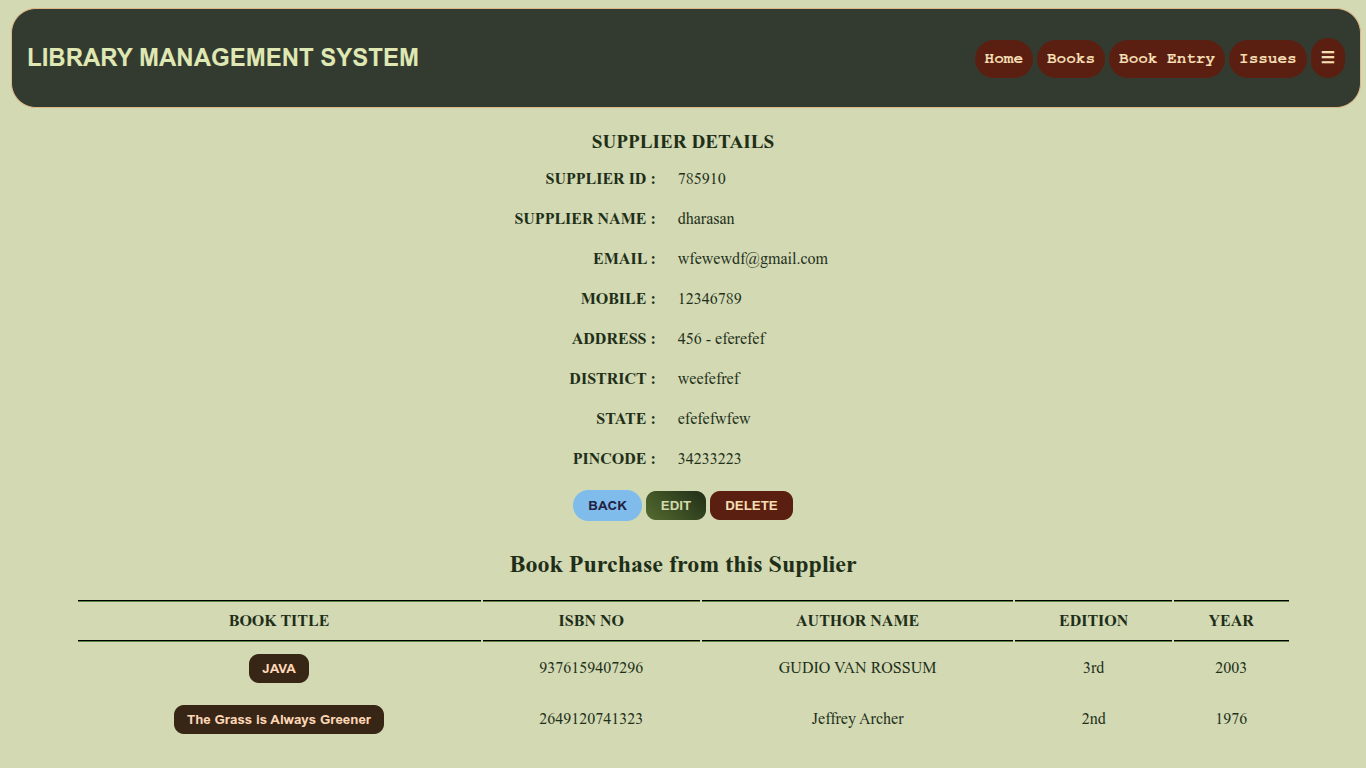 LIBRARY MANAGEMENT SYSTEM Home Books Book Entry Issues ☰
SUPPLIER DETAILS
SUPPLIER ID : 785910
SUPPLIER NAME : dharasan
EMAIL : wfewewdf@gmail.com
MOBILE : 12346789
ADDRESS : 456 - eferefef
DISTRICT : weefefref
STATE : efefefwfew
PINCODE : 34233223
BACK EDIT DELETE
Book Purchase from this Supplier
BOOK TITLE ISBN NO AUTHOR NAME EDITION YEAR
JAVA 9376159407296 GUDIO VAN ROSSUM 3rd 2003
The Grass is Always Greener 2649120741323 Jeffrey Archer 2nd 1976